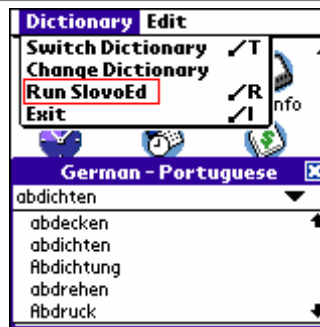 Dictionary Edit
Switch Dictionary /T
Change Dictionary
Run SlovoEd /R
Exit /I
nfo
German - Portuguese
abdichten
abdecken
abdichten
Abdichtung
abdrehen
Abdruck